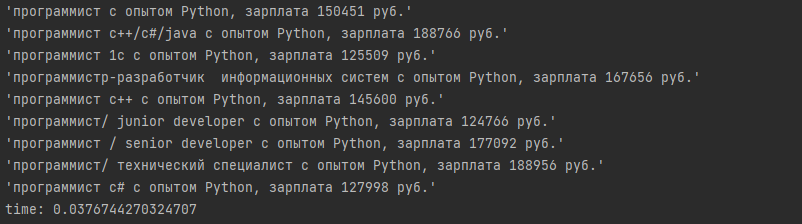 'программист с опытом Python, зарплата 150451 руб.'
'программист c++/c#/java с опытом Python, зарплата 188766 руб.'
'программист 1с с опытом Python, зарплата 125509 руб.'
'программистр-разработчик  информационных систем с опытом Python, зарплата 167656 руб.'
'программист c++ с опытом Python, зарплата 145600 руб.'
'программист/ junior developer с опытом Python, зарплата 124766 руб.'
'программист / senior developer с опытом Python, зарплата 177092 руб.'
'программист/ технический специалист с опытом Python, зарплата 188956 руб.'
'программист c# с опытом Python, зарплата 127998 руб.'
time: 0.0376744270324707